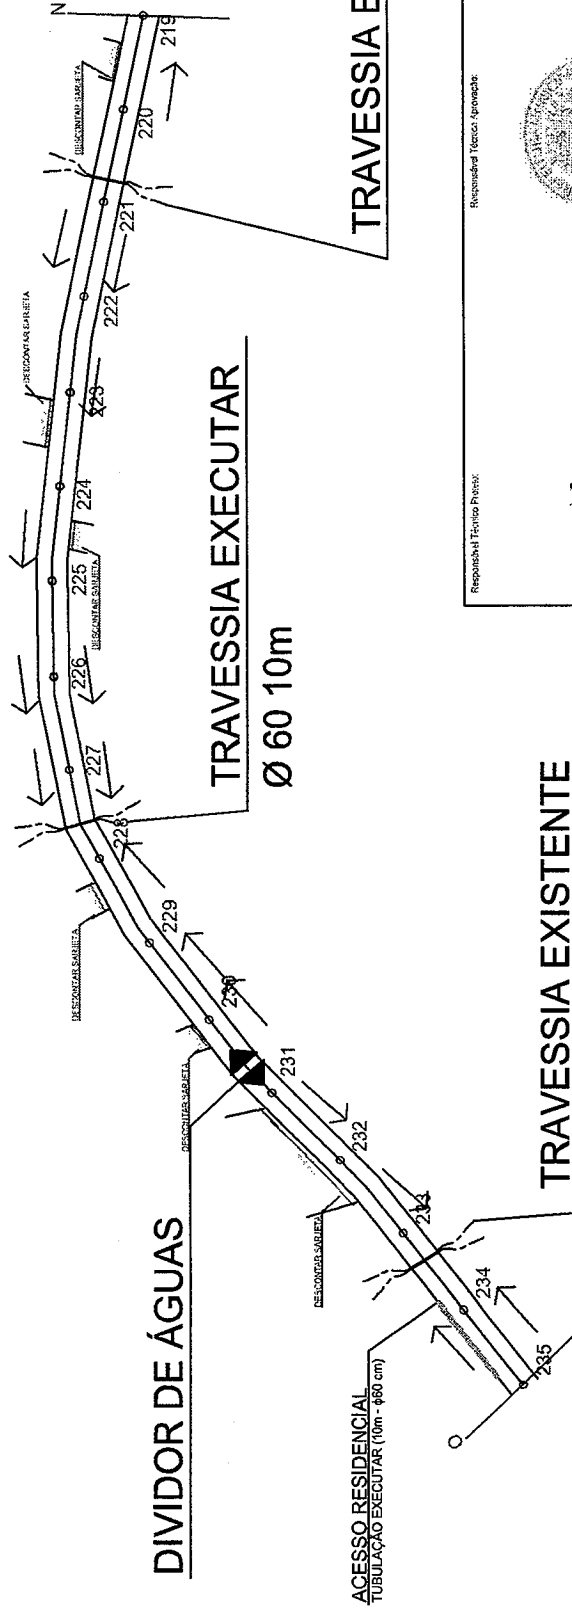 N
219
DESCONTAR SARJETA
220
221
TRAVESSIA E
222
DESCONTAR SARJETA
223
224
225
DESCONTAR SARJETA
226
227
TRAVESSIA EXECUTAR
Ø 60 10m
228
DESCONTAR SARJETA
229
230
231
DESCONTAR SARJETA
DIVIDOR DE ÁGUAS
232
DESCONTAR SARJETA
233
234
235
TRAVESSIA EXISTENTE
ACESSO RESIDENCIAL
TUBULAÇÃO EXECUTAR (10m - ϕ60 cm)
O
Responsável Técnico Projeto:
Responsável Técnico Aprovação: